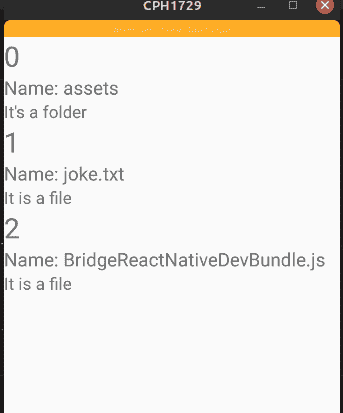 CPH1729
0
Name: assets
It's a folder
1
Name: joke.txt
It is a file
2
Name: BridgeReactNativeDevBundle.js
It is a file